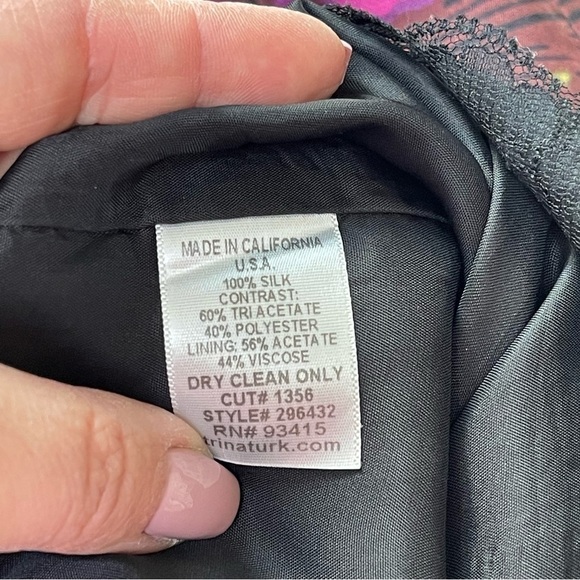 MADE IN CALIFORNIA
U.S.A.
100% SILK
CONTRAST:
60% TRIACETATE
40% POLYESTER
LINING: 56% ACETATE
44% VISCOSE
DRY CLEAN ONLY
CUT# 1356
STYLE# 296432
RN# 93415
trinaturk.com